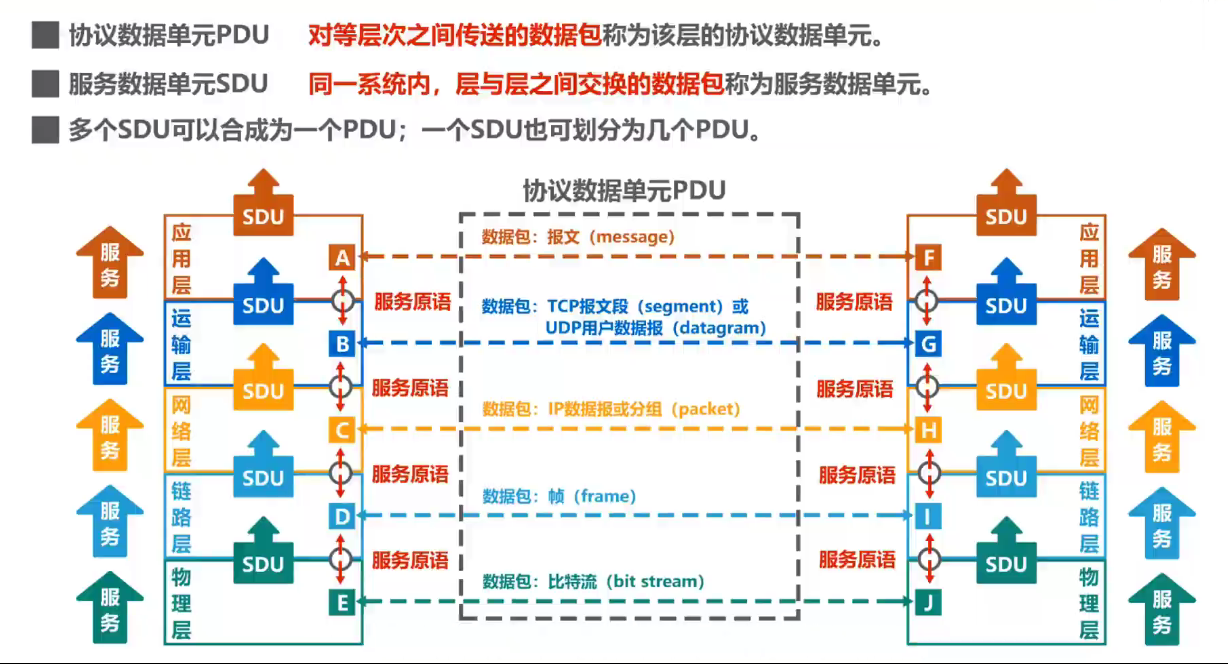 协议数据单元PDU 对等层次之间传送的数据包称为该层的协议数据单元。
服务数据单元SDU 同一系统内，层与层之间交换的数据包称为服务数据单元。
多个SDU可以合成为一个PDU；一个SDU也可划分为几个PDU。
协议数据单元PDU
服务
应用层
SDU
A
数据包：报文（message）
F
SDU
应用层
服务
服务原语
服务原语
服务
运输层
SDU
B
数据包：TCP报文段（segment）或
UDP用户数据报（datagram）
G
SDU
运输层
服务
服务原语
服务原语
服务
网络层
SDU
C
数据包：IP数据报或分组（packet）
H
SDU
网络层
服务
服务原语
服务原语
服务
链路层
SDU
D
数据包：帧（frame）
I
SDU
链路层
服务
服务原语
服务原语
服务
物理层
SDU
E
数据包：比特流（bit stream）
J
SDU
物理层
服务